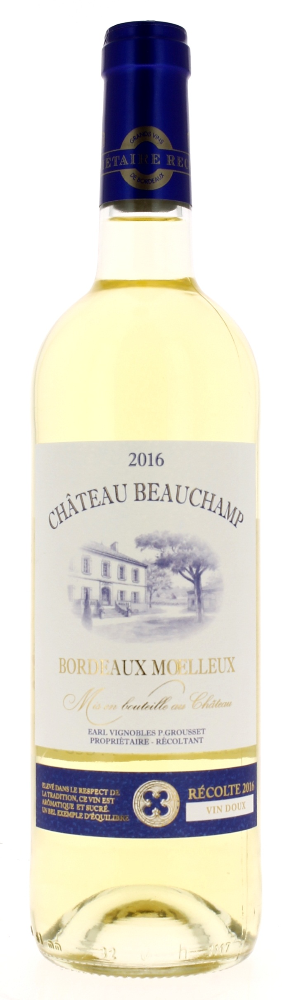 GRANDS VINS
ÉTAIRE REC
DE BORDEAUX
2016
CHÂTEAU BEAUCHAMP
BORDEAUX MOELLEUX
Mis en bouteille au Château
EARL VIGNOBLES P.GROUSSET
PROPRIÉTAIRE - RÉCOLTANT
ELEVÉ DANS LE RESPECT DE
LA TRADITION, CE VIN EST
ARÔMATIQUE ET SUCRÉ.
UN BEL EXEMPLE D'ÉQUILIBRE
RÉCOLTE 2016
VIN DOUX